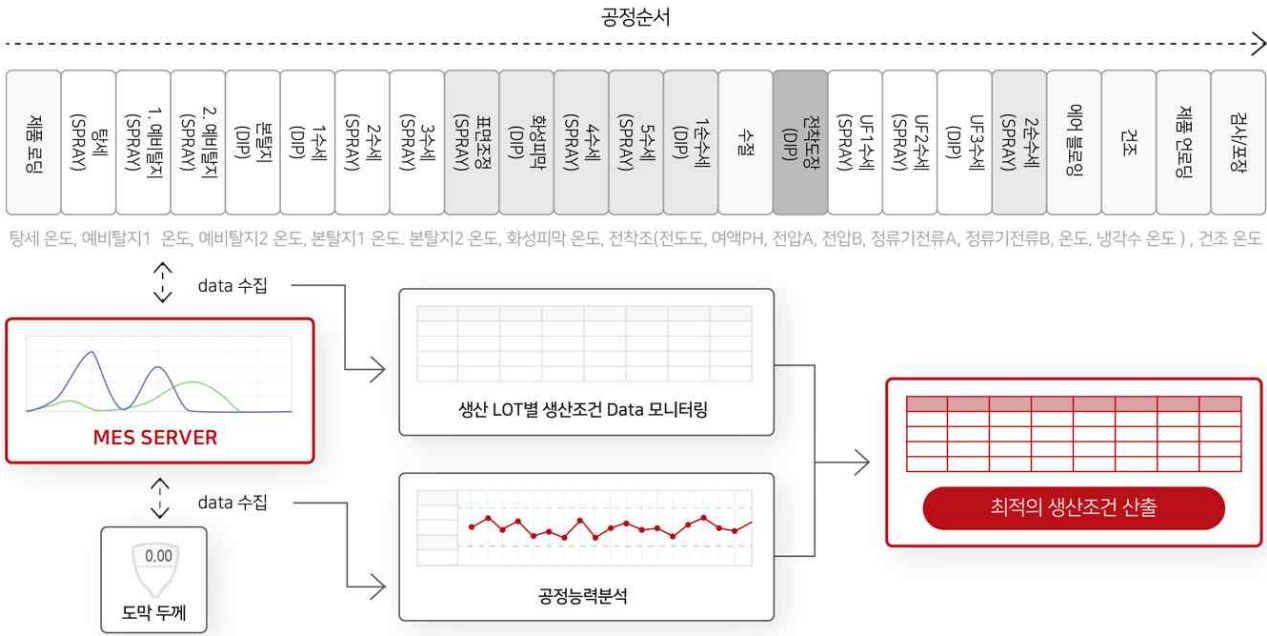 공정순서
제품 로딩
탕세
(SPRAY)
1. 예비탈지
(SPRAY)
2. 예비탈지
(SPRAY)
본탈지
(DIP)
1수세
(DIP)
2수세
(SPRAY)
3수세
(SPRAY)
표면조정
(SPRAY)
화성피막
(DIP)
4수세
(SPRAY)
5수세
(SPRAY)
1순수세
(DIP)
수절
전착도장
(DIP)
UF1수세
(SPRAY)
UF2수세
(SPRAY)
UF3수세
(DIP)
2순수세
(SPRAY)
에어 블로잉
건조
제품 언로딩
검사/포장
탕세 온도, 예비탈지1 온도, 예비탈지2 온도, 본탈지1 온도. 본탈지2 온도, 화성피막 온도, 전착조(전도도, 여액PH, 전압A, 전압B, 정류기전류A, 정류기전류B, 온도, 냉각수 온도 ) , 건조 온도
data 수집
MES SERVER
생산 LOT별 생산조건 Data 모니터링
data 수집
0.00
도막 두께
공정능력분석
최적의 생산조건 산출